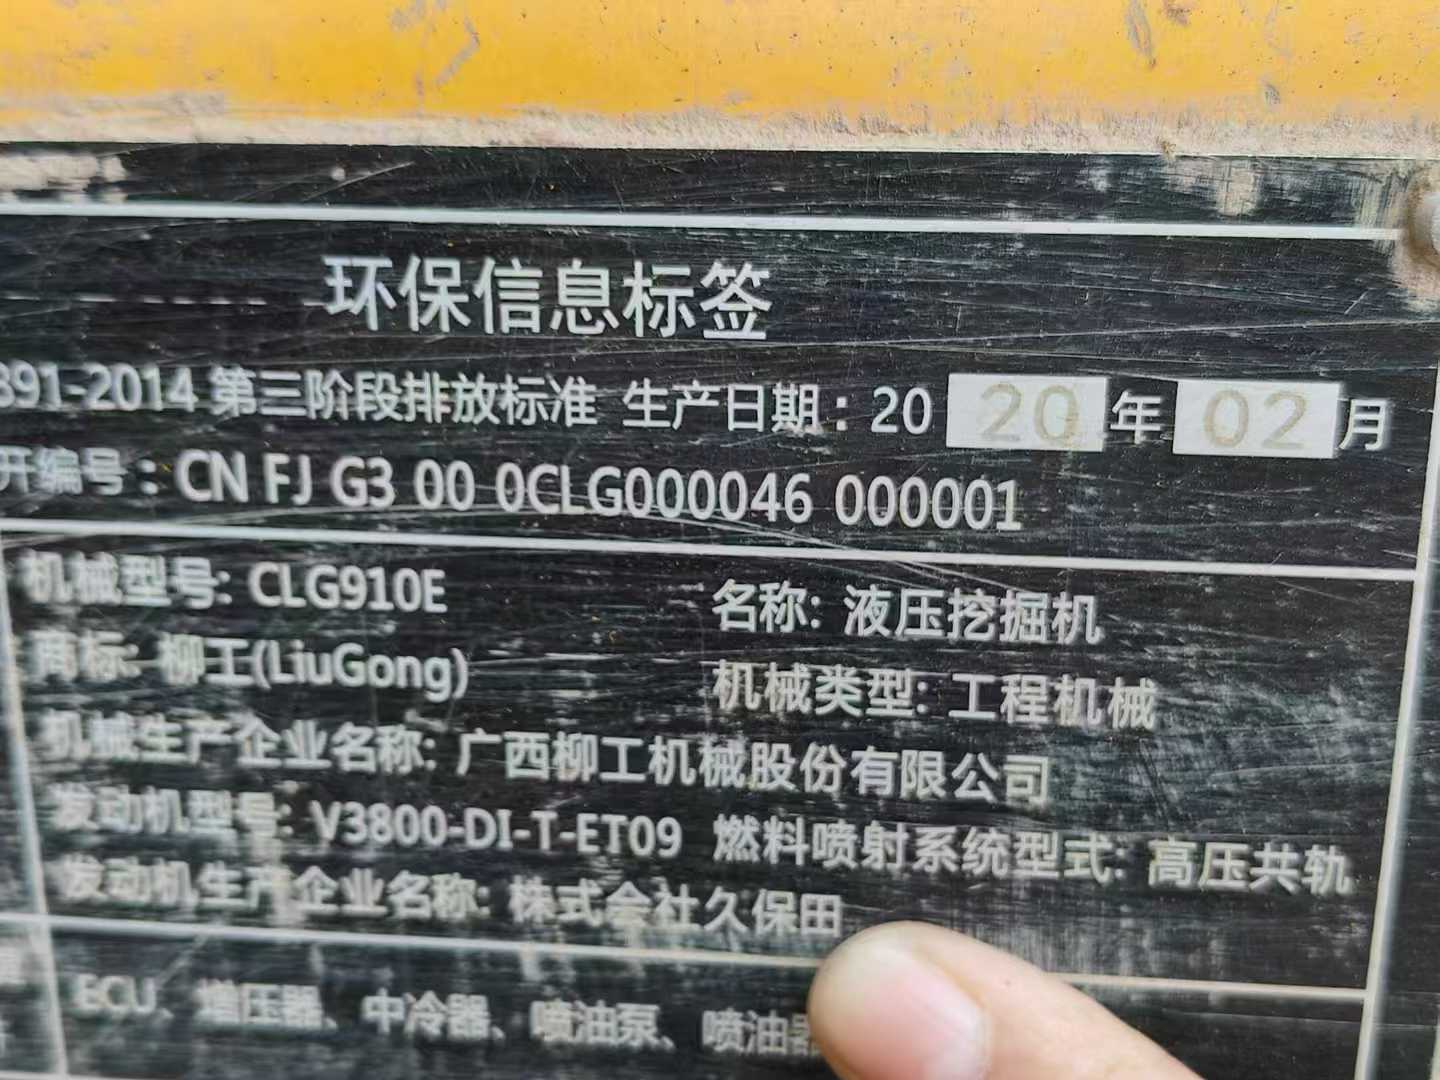 环保信息标签
891-2014 第三阶段排放标准 生产日期：20 20 年 02 月
开编号：CN FJ G3 00 0CLG000046 000001
机械型号: CLG910E 名称: 液压挖掘机
商标: 柳工(LiuGong) 机械类型: 工程机械
机械生产企业名称: 广西柳工机械股份有限公司
发动机型号: V3800-DI-T-ET09 燃料喷射系统型式: 高压共轨
发动机生产企业名称: 株式会社久保田
ECU、增压器、中冷器、喷油泵、喷油器